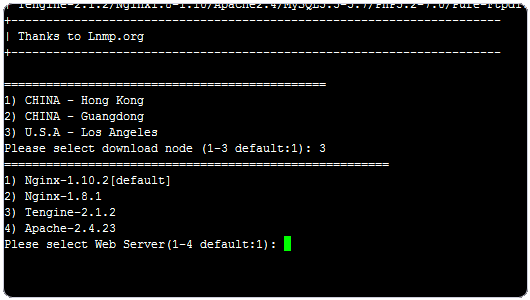 Tengine-2.1.2/Nginx1.8-1.10/Apache2.4/MySQL5.5-5.7/PHP5.2-7.0/Pure-Ftpd/
+--------------------------------------------------------------------
| Thanks to Lnmp.org
+--------------------------------------------------------------------
==============================================
1) CHINA - Hong Kong
2) CHINA - Guangdong
3) U.S.A - Los Angeles
Please select download node (1-3 default:1): 3
=======================================================
1) Nginx-1.10.2[default]
2) Nginx-1.8.1
3) Tengine-2.1.2
4) Apache-2.4.23
Plese select Web Server(1-4 default:1):